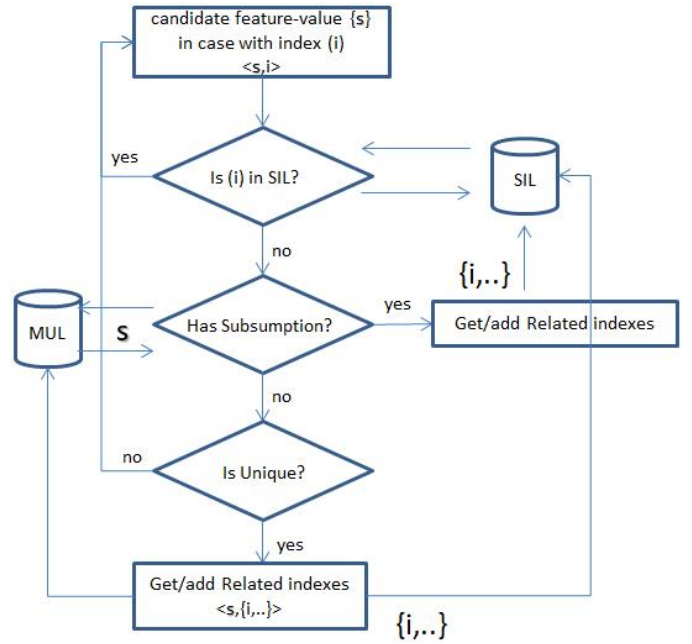 candidate feature-value {s}
in case with index (i)
<s,i>
yes
Is (i) in SIL?
SIL
no
{i,..}
MUL
S
Has Subsumption?
yes
Get/add Related indexes
no
no
Is Unique?
yes
Get/add Related indexes
<s,{i,..}>
{i,..}